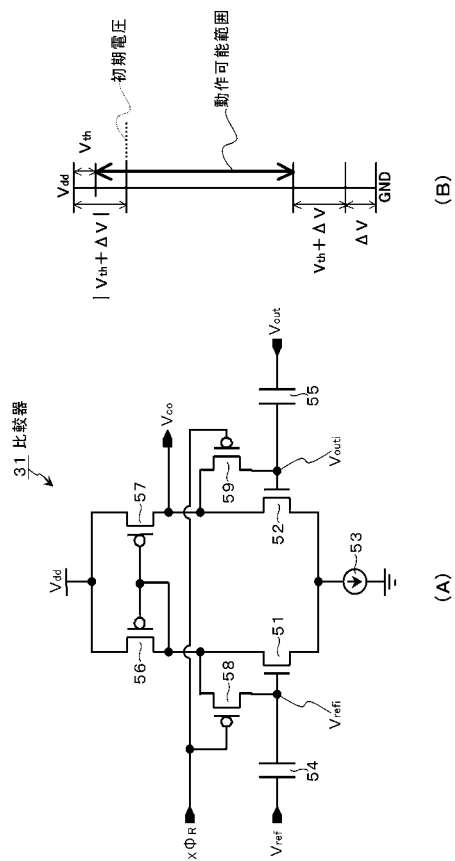 31 比較器
Vdd
56
57
Vco
58
59
XΦR
51
52
Vrefi
Vouti
54
55
Vref
Vout
53
(A)
Vdd
Vth
初期電圧
| Vth + ΔV |
動作可能範囲
Vth + ΔV
ΔV
GND
(B)